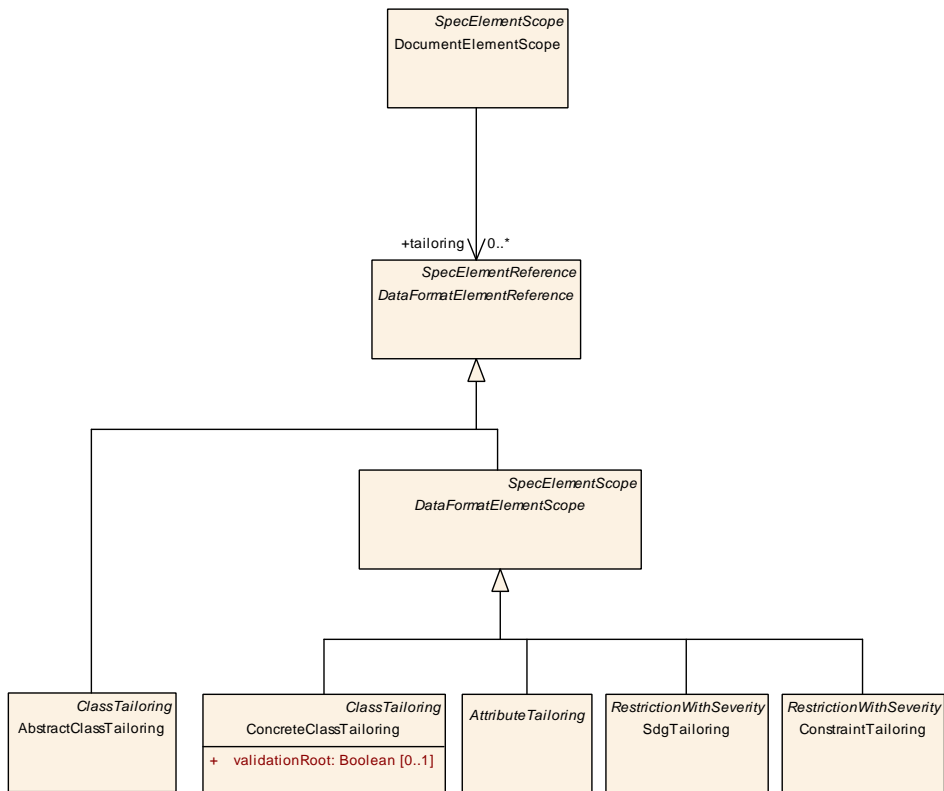 SpecElementScope
DocumentElementScope
+tailoring
0..*
SpecElementReference
DataFormatElementReference
SpecElementScope
DataFormatElementScope
ClassTailoring
AbstractClassTailoring
ClassTailoring
ConcreteClassTailoring
+ validationRoot: Boolean [0..1]
AttributeTailoring
RestrictionWithSeverity
SdgTailoring
RestrictionWithSeverity
ConstraintTailoring